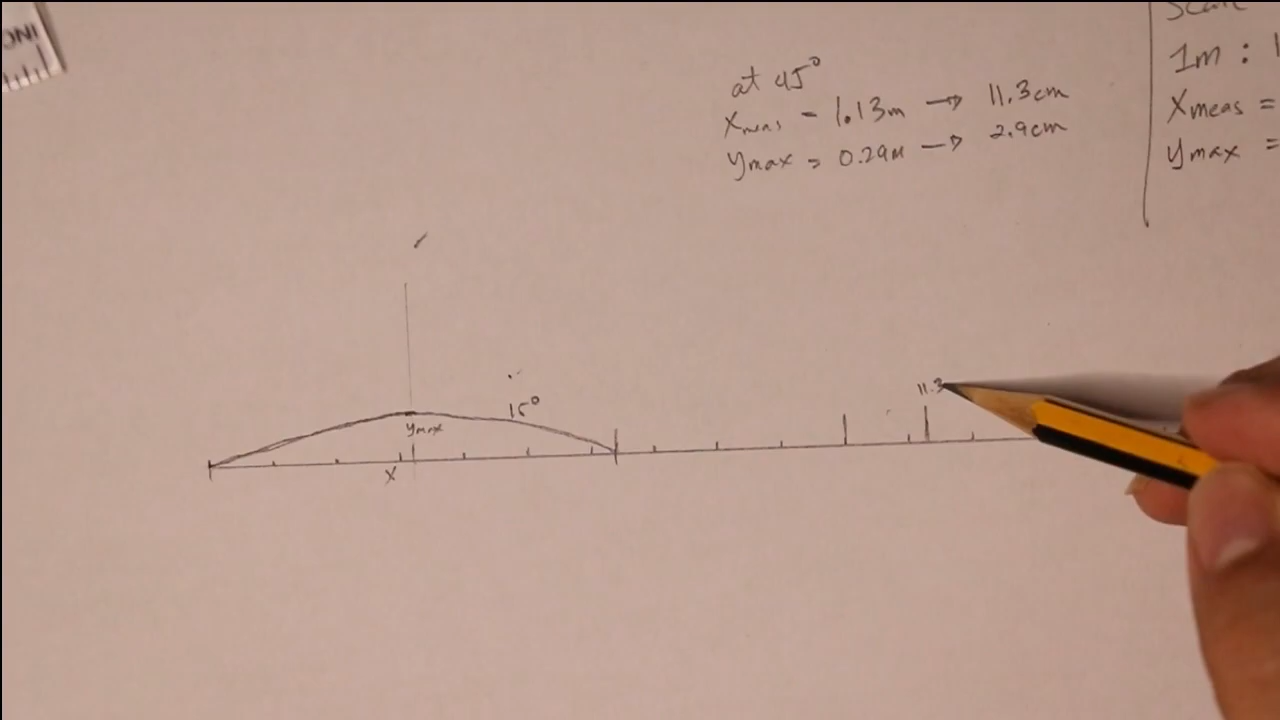 at 45°
Xmeas = 1.13m → 11.3cm
ymax = 0.29m → 2.9cm
1m :
Xmeas =
ymax =
11.3
15°
ymax
X